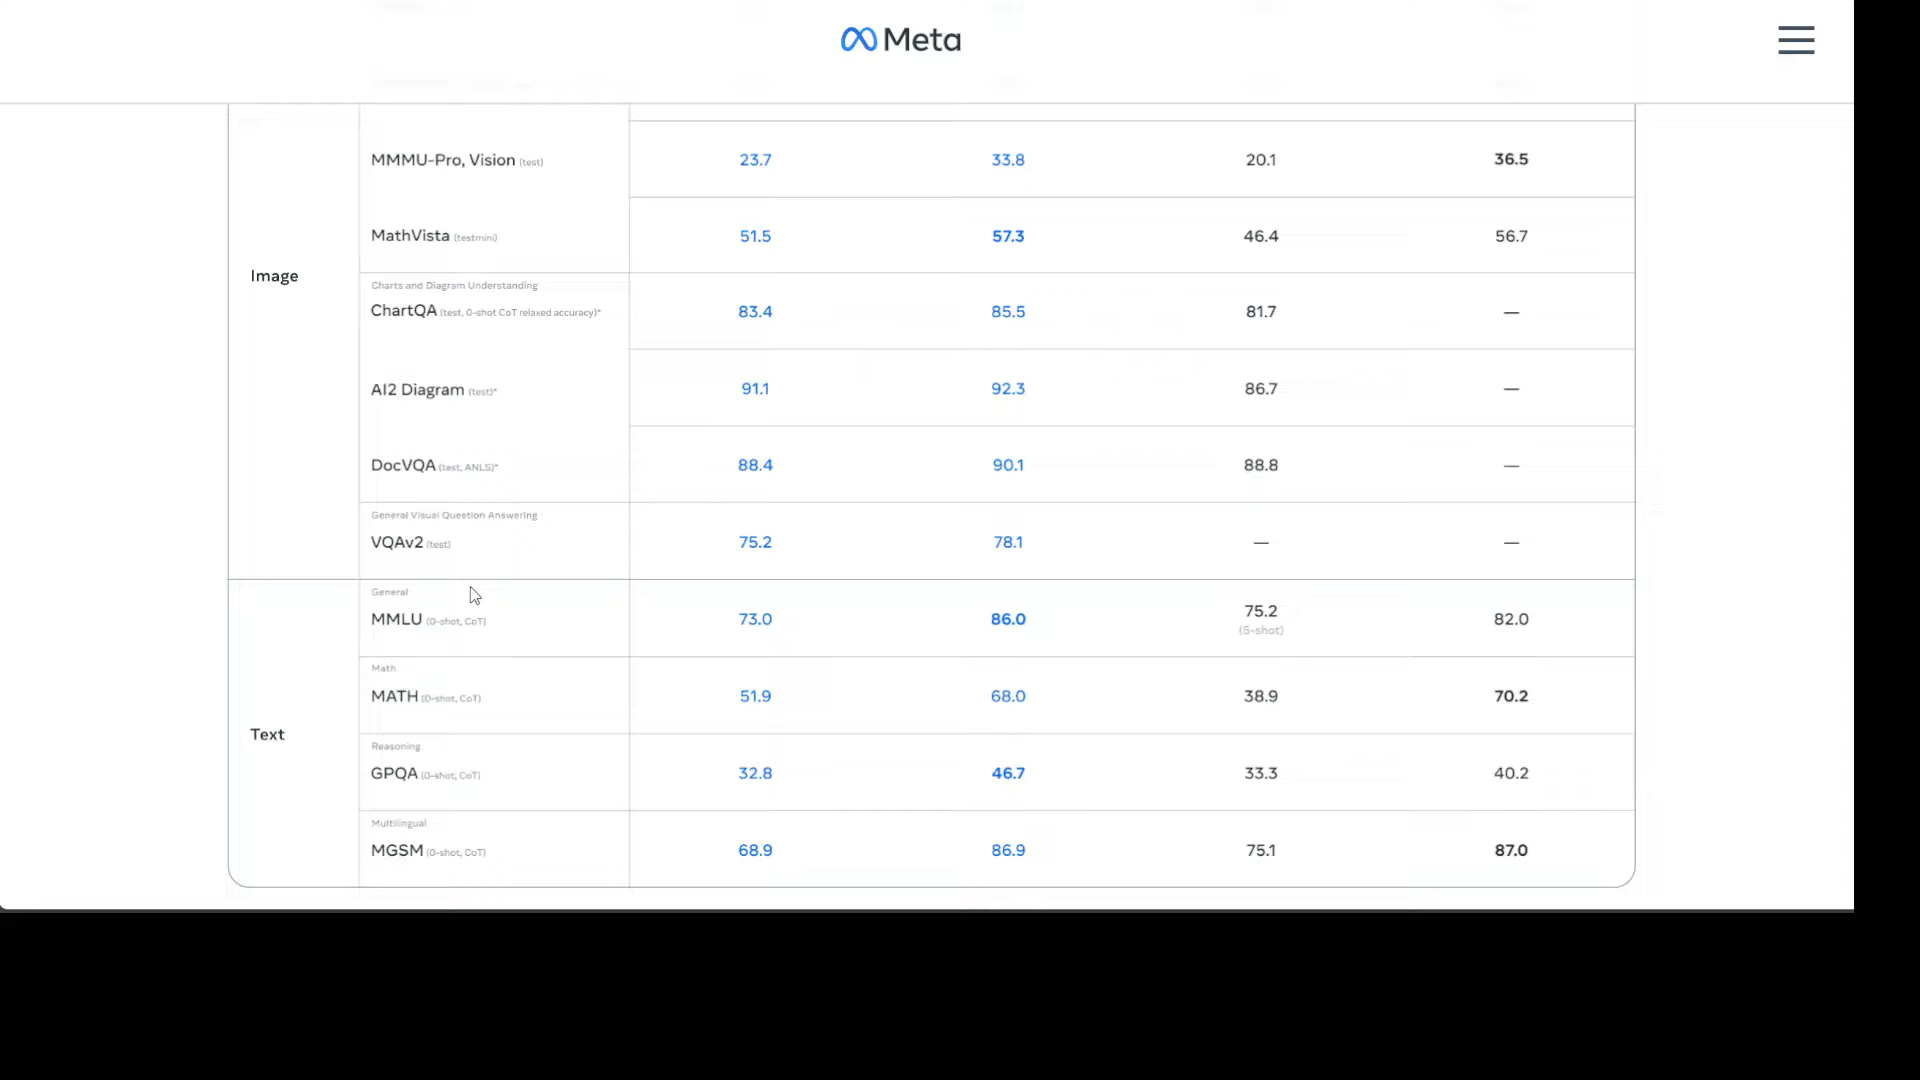 Meta
MMMU-Pro, Vision (test) 23.7 33.8 20.1 36.5
MathVista (testmini) 51.5 57.3 46.4 56.7
Image
Charts and Diagram Understanding
ChartQA (test, 0-shot CoT relaxed accuracy)* 83.4 85.5 81.7 —
AI2 Diagram (test)* 91.1 92.3 86.7 —
DocVQA (test, ANLS)* 88.4 90.1 88.8 —
General Visual Question Answering
VQAv2 (test) 75.2 78.1 — —
General
MMLU (0-shot, CoT) 73.0 86.0 75.2 82.0
(5-shot)
Math
MATH (0-shot, CoT) 51.9 68.0 38.9 70.2
Text
Reasoning
GPQA (0-shot, CoT) 32.8 46.7 33.3 40.2
Multilingual
MGSM (0-shot, CoT) 68.9 86.9 75.1 87.0